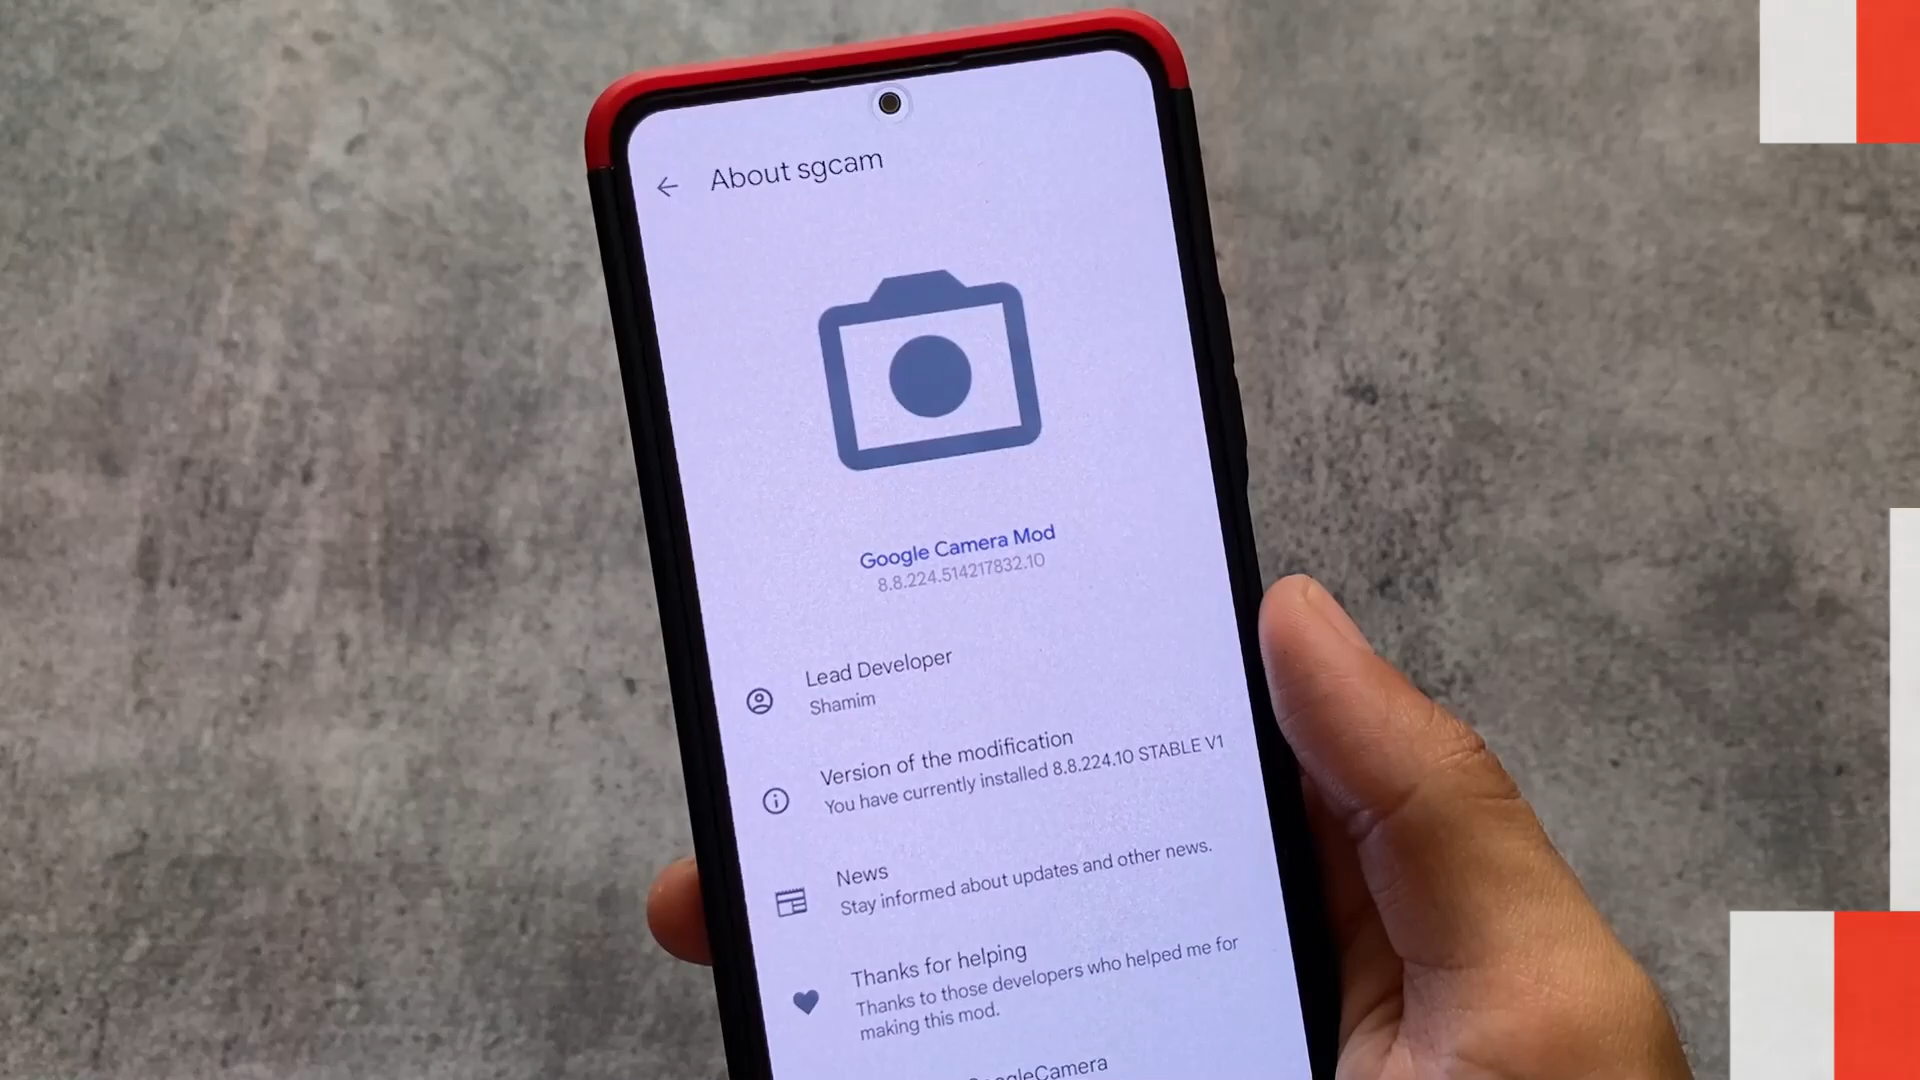 About sgcam
Google Camera Mod
8.8.224.514217832.10
Lead Developer
Shamim
Version of the modification
You have currently installed 8.8.224.10 STABLE V1
News
Stay informed about updates and other news.
Thanks for helping
Thanks to those developers who helped me for
making this mod.